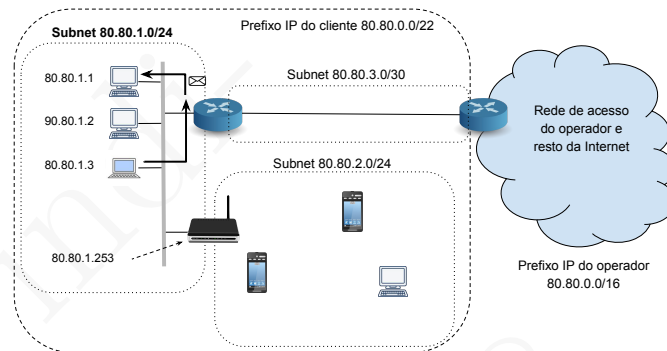 Prefixo IP do cliente 80.80.0.0/22
Subnet 80.80.1.0/24
80.80.1.1
90.80.1.2
80.80.1.3
80.80.1.253
Subnet 80.80.3.0/30
Subnet 80.80.2.0/24
Rede de acesso
do operador e
resto da Internet
Prefixo IP do operador
80.80.0.0/16